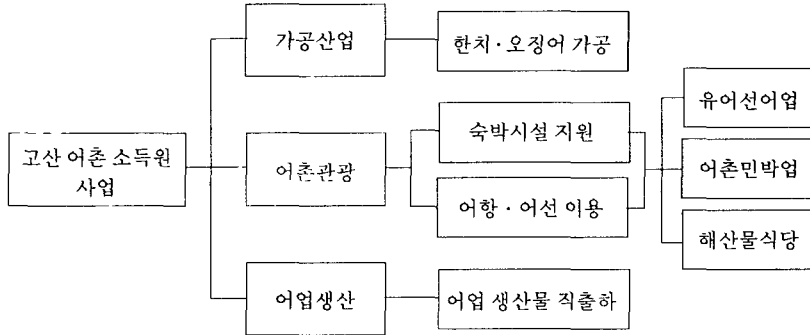 가공산업
한치·오징어 가공
유어선어업
숙박시설 지원
고산 어촌 소득원
사업
어촌관광
어촌민박업
어항·어선 이용
해산물식당
어업생산
어업 생산물 직출하